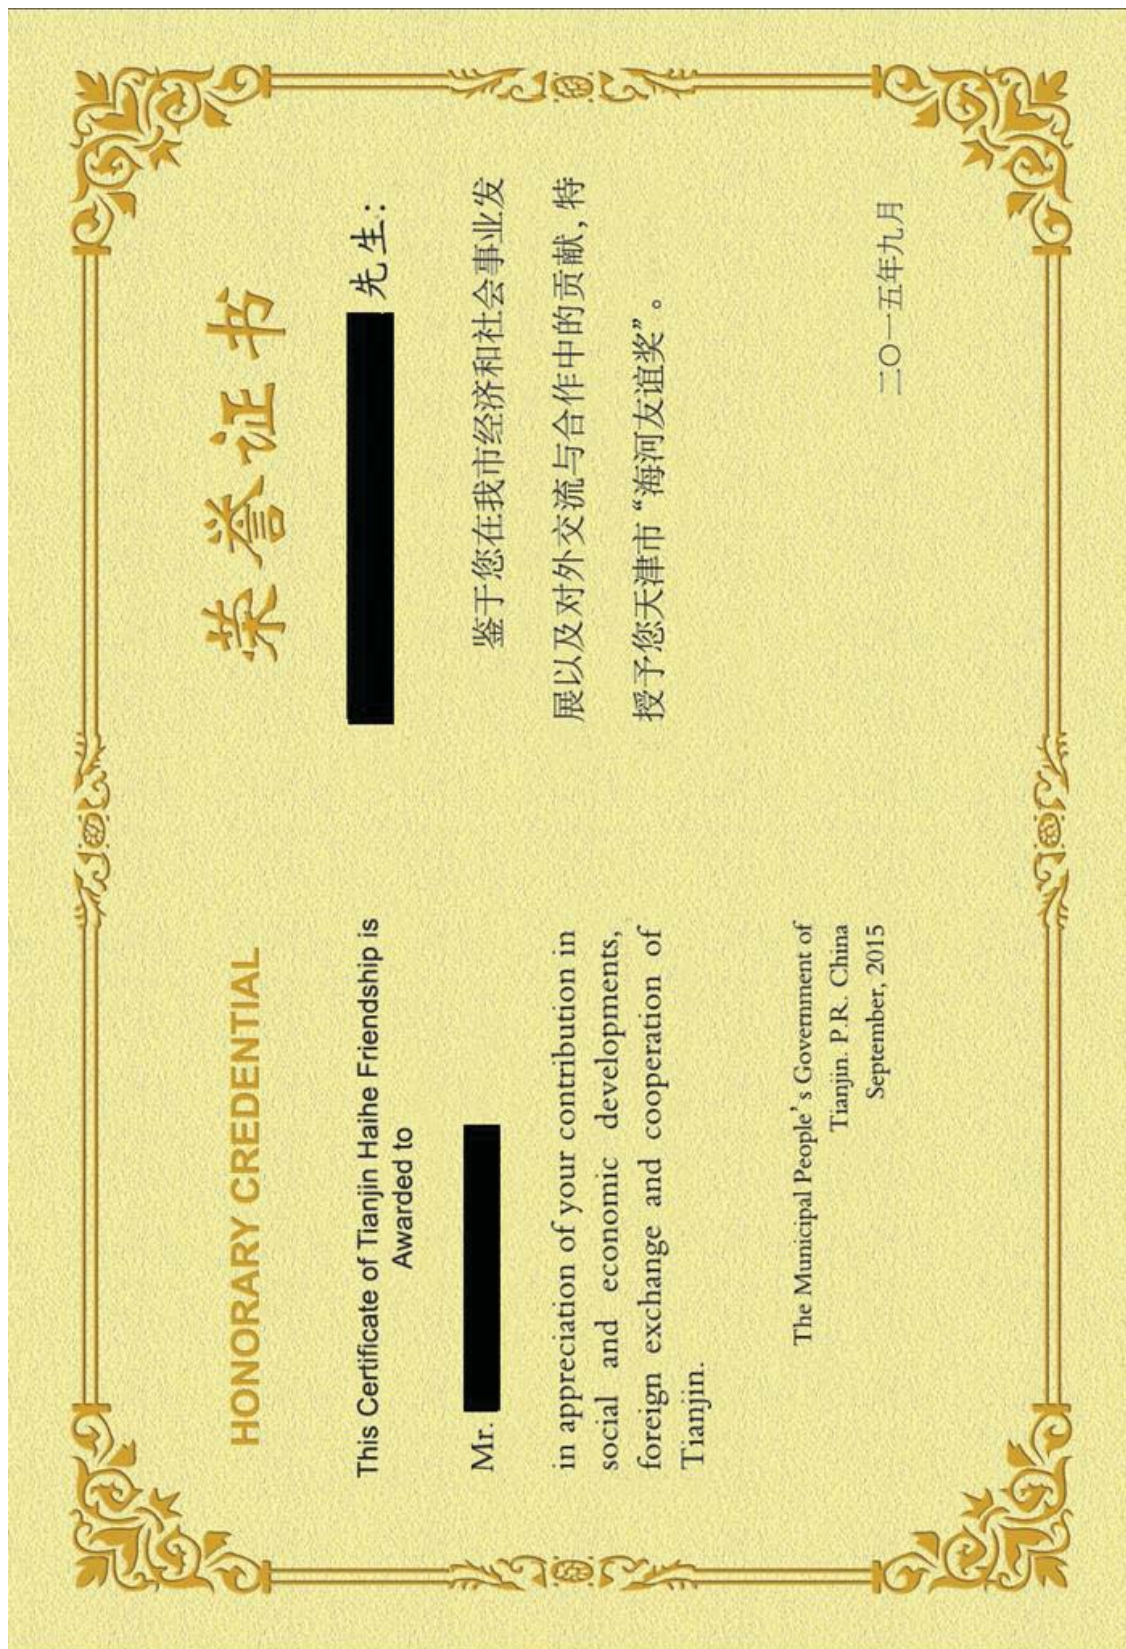 HONORARY CREDENTIAL
This Certificate of Tianjin Haihe Friendship is
Awarded to
Mr.
in appreciation of your contribution in
social and economic developments,
foreign exchange and cooperation of
Tianjin.
The Municipal People's Government of
Tianjin. P.R. China
September, 2015
荣誉证书
先生：
鉴于您在我市经济和社会事业发
展以及对外交流与合作中的贡献，特
授予您天津市“海河友谊奖”。
二〇一五年九月